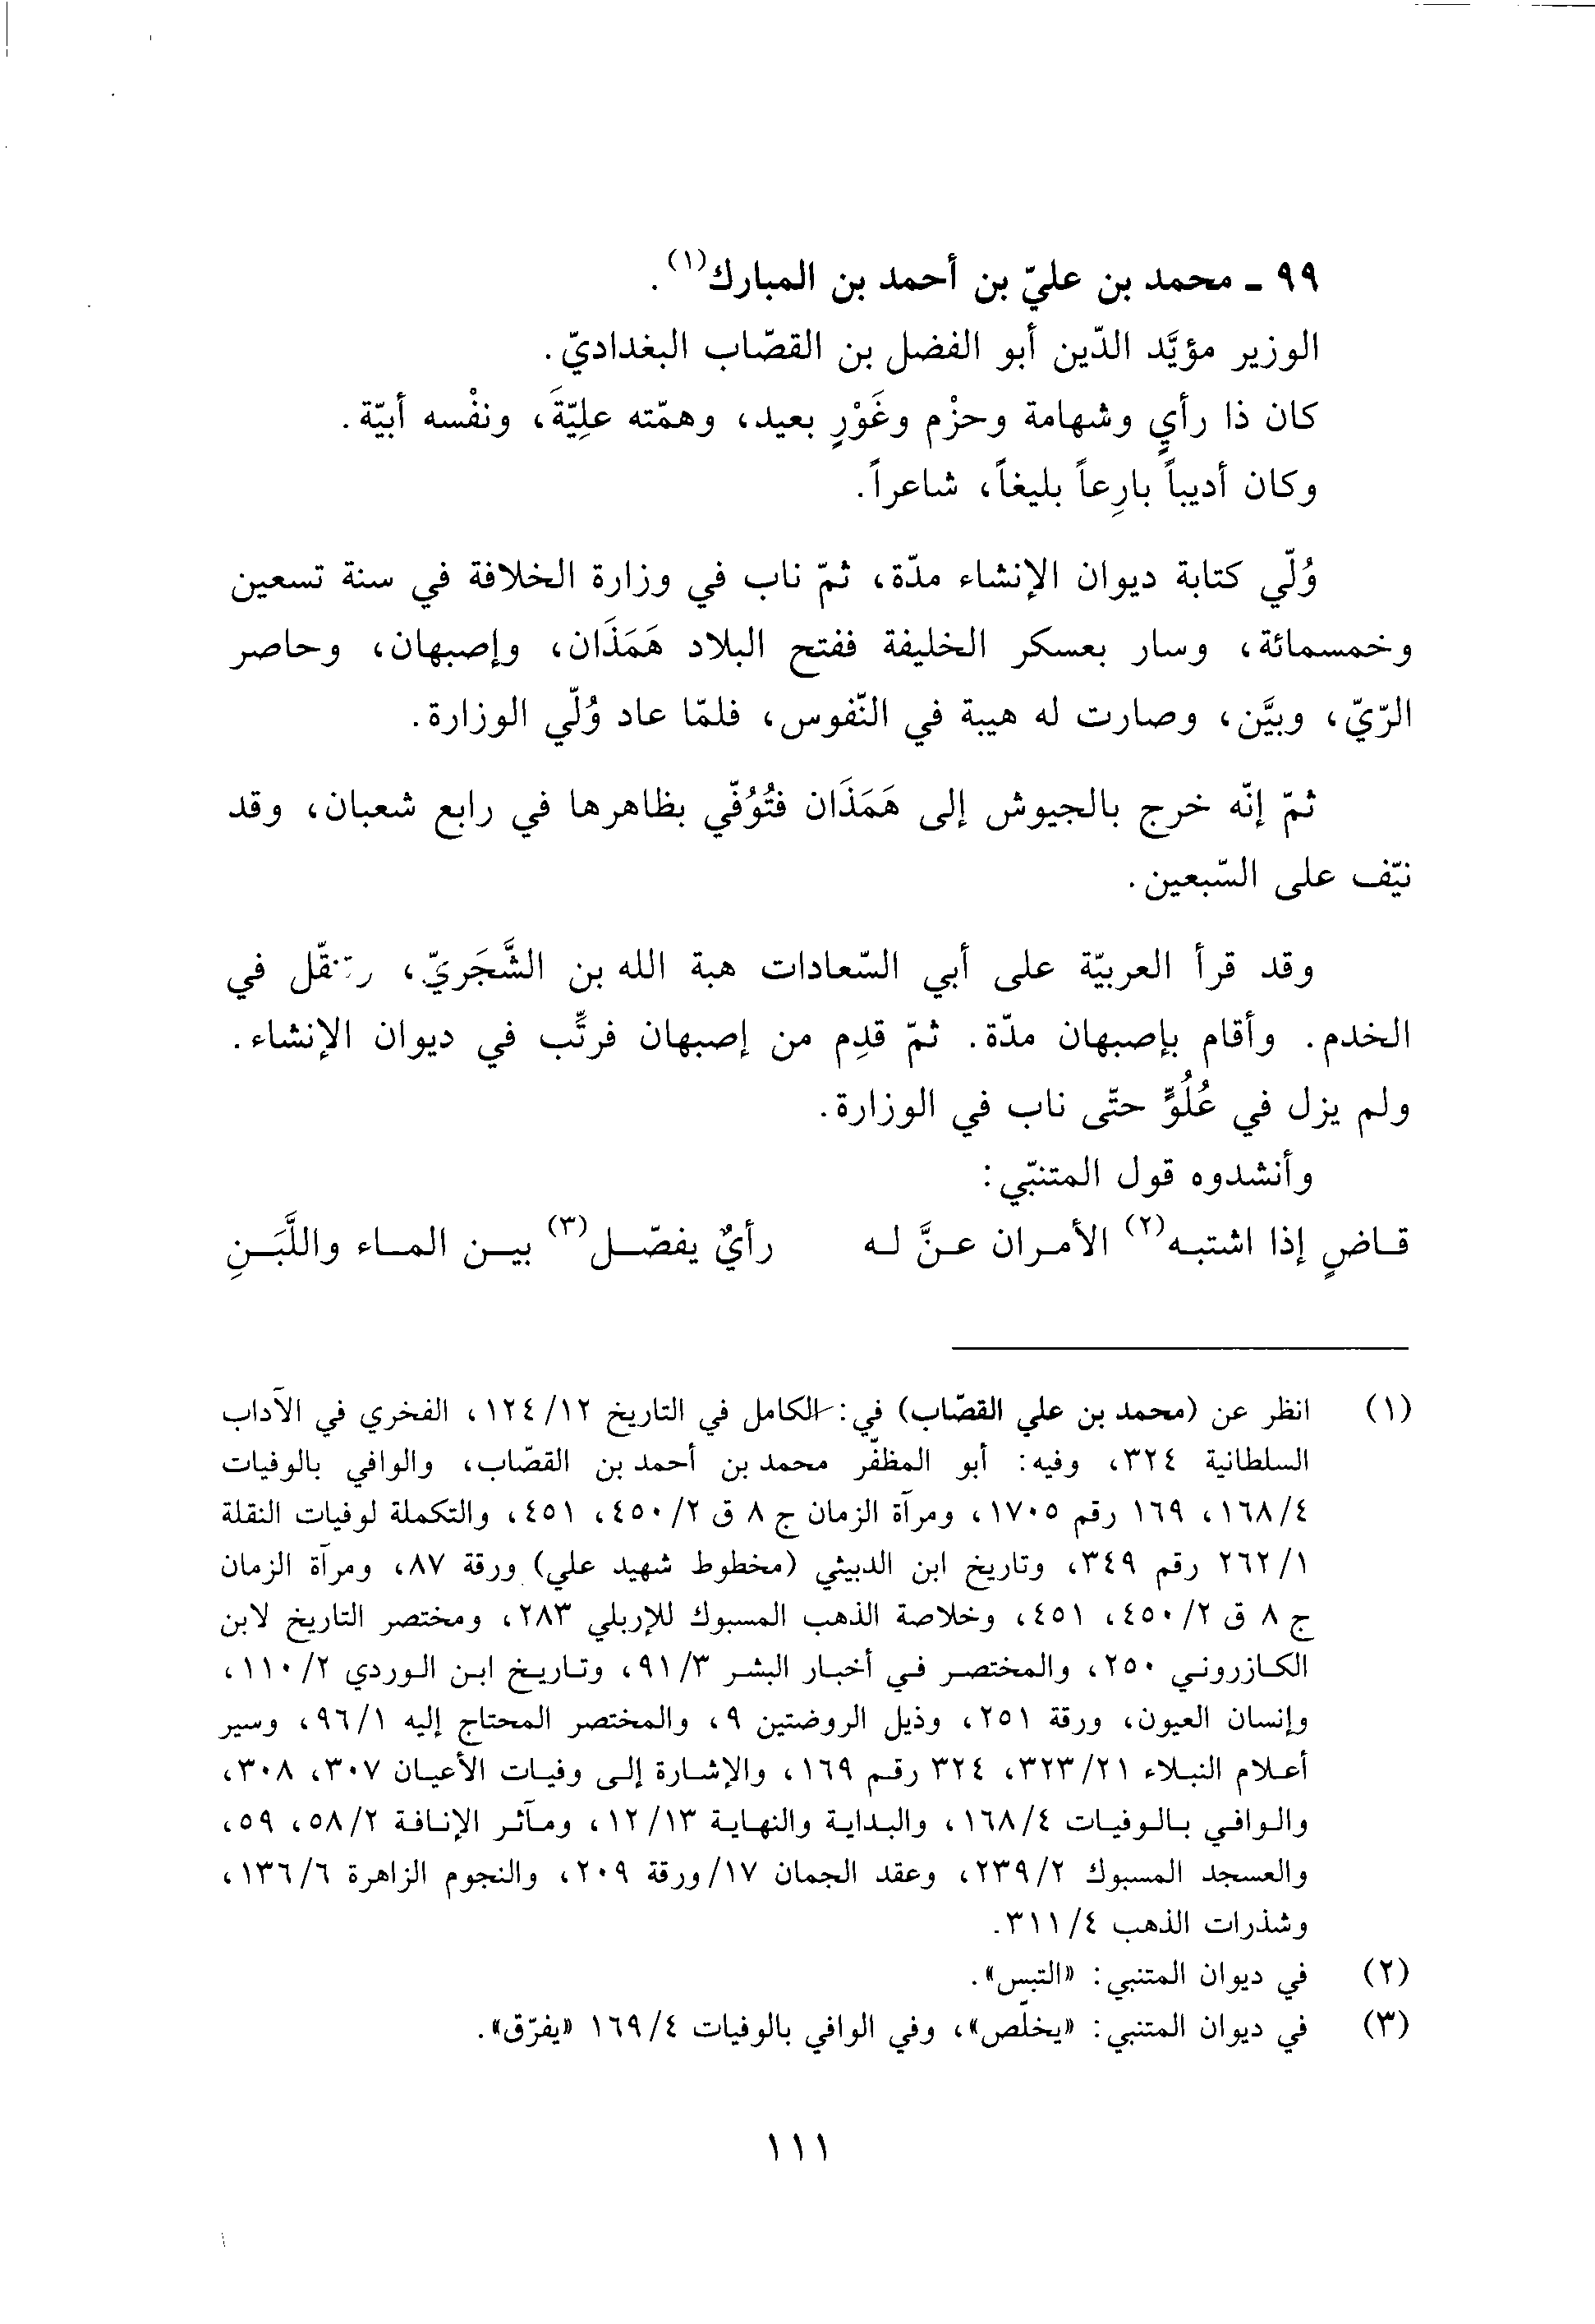 ٩٩ ـ محمد بن عليّ بن أحمد بن المبارك(١).
الوزير مؤيَّد الدّين أبو الفضل بن القصّاب البغداديّ.
كان ذا رأيٍ وشهامة وحزْم وغَوْرٍ بعيد، وهمّته علِيّةَ، ونفْسه أبيّة.
وكان أديباً بارِعاً بليغاً، شاعراً.
وُلّي كتابة ديوان الإنشاء مدّة، ثمّ ناب في وزارة الخلافة في سنة تسعين
وخمسمائة، وسار بعسكر الخليفة ففتح البلاد هَمَذَان، وإصبهان، وحاصر
الرّيّ، وبيَّن، وصارت له هيبة في النّفوس، فلمّا عاد وُلّي الوزارة.
ثمّ إنّه خرج بالجيوش إلى هَمَذَان فتُوُفّي بظاهرها في رابع شعبان، وقد
نيّف على السّبعين.
وقد قرأ العربيّة على أبي السّعادات هبة الله بن الشَّجَريّ، وتنقّل في
الخدم. وأقام بإصبهان مدّة. ثمّ قدِم من إصبهان فرتِّب في ديوان الإنشاء.
ولم يزل في عُلُوٍّ حتّى ناب في الوزارة.
وأنشدوه قول المتنبّي:
قـاضٍ إذا اشتبـه(٢) الأمـران عـنَّ لـه رأيٌ يفصّـل(٣) بيـن المـاء واللَّبَـنِ
(١) انظر عن (محمد بن علي القصّاب) في: الكامل في التاريخ ١٢٤/١٢، الفخري في الآداب
السلطانية ٣٢٤، وفيه: أبو المظفّر محمد بن أحمد بن القصّاب، والوافي بالوفيات
١٦٨/٤، ١٦٩ رقم ١٧٠٥، ومرآة الزمان ج ٨ ق ٤٥٠/٢، ٤٥١، والتكملة لوفيات النقلة
٢٦٢/١ رقم ٣٤٩، وتاريخ ابن الدبيثي (مخطوط شهيد علي) ورقة ٨٧، ومرآة الزمان
ج ٨ ق ٤٥٠/٢، ٤٥١، وخلاصة الذهب المسبوك للإربلي ٢٨٣، ومختصر التاريخ لابن
الكازروني ٢٥٠، والمختصر في أخبار البشر ٩١/٣، وتاريخ ابن الوردي ١١٠/٢،
وإنسان العيون، ورقة ٢٥١، وذيل الروضتين ٩، والمختصر المحتاج إليه ٩٦/١، وسير
أعلام النبلاء ٣٢٣/٢١، ٣٢٤ رقم ١٦٩، والإشارة إلى وفيات الأعيان ٣٠٧، ٣٠٨،
والوافي بالوفيات ١٦٨/٤، والبداية والنهاية ١٢/١٣، ومآثر الإنافة ٥٨/٢، ٥٩،
والعسجد المسبوك ٢٣٩/٢، وعقد الجمان ١٧/ورقة ٢٠٩، والنجوم الزاهرة ١٣٦/٦،
وشذرات الذهب ٣١١/٤.
(٢) في ديوان المتنبي: «التبس».
(٣) في ديوان المتنبي: «يخلّص»، وفي الوافي بالوفيات ١٦٩/٤ «يفرّق».
١١١